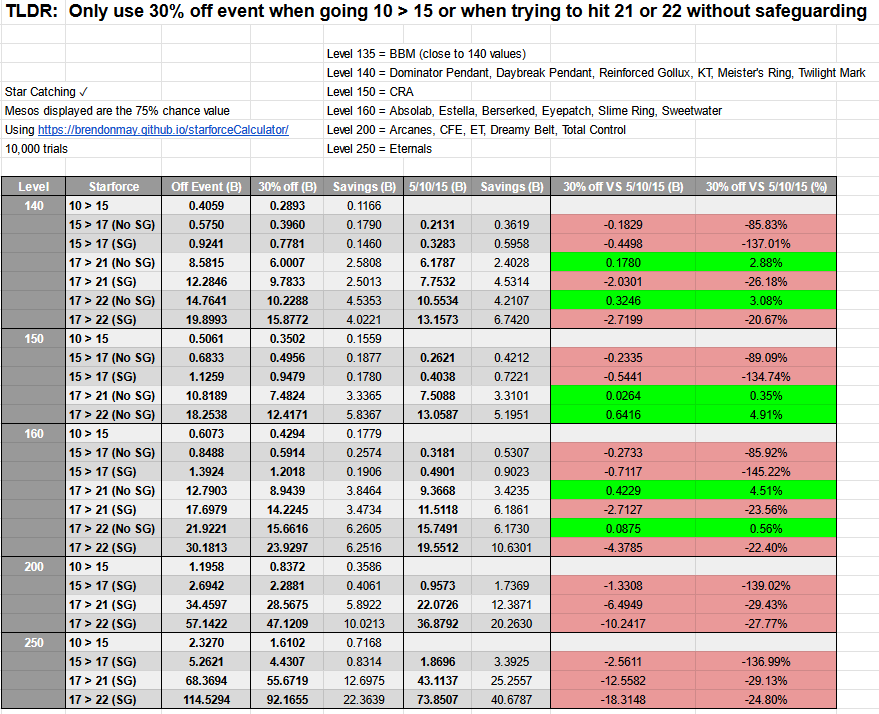 TLDR: Only use 30% off event when going 10 > 15 or when trying to hit 21 or 22 without safeguarding
Level 135 = BBM (close to 140 values)
Level 140 = Dominator Pendant, Daybreak Pendant, Reinforced Gollux, KT, Meister's Ring, Twilight Mark
Star Catching ✓ Level 150 = CRA
Mesos displayed are the 75% chance value Level 160 = Absolab, Estella, Berserked, Eyepatch, Slime Ring, Sweetwater
Using https://brendonmay.github.io/starforceCalculator/ Level 200 = Arcanes, CFE, ET, Dreamy Belt, Total Control
10,000 trials Level 250 = Eternals
Level Starforce Off Event (B) 30% off (B) Savings (B) 5/10/15 (B) Savings (B) 30% off VS 5/10/15 (B) 30% off VS 5/10/15 (%)
140 10 > 15 0.4059 0.2893 0.1166
15 > 17 (No SG) 0.5750 0.3960 0.1790 0.2131 0.3619 -0.1829 -85.83%
15 > 17 (SG) 0.9241 0.7781 0.1460 0.3283 0.5958 -0.4498 -137.01%
17 > 21 (No SG) 8.5815 6.0007 2.5808 6.1787 2.4028 0.1780 2.88%
17 > 21 (SG) 12.2846 9.7833 2.5013 7.7532 4.5314 -2.0301 -26.18%
17 > 22 (No SG) 14.7641 10.2288 4.5353 10.5534 4.2107 0.3246 3.08%
17 > 22 (SG) 19.8993 15.8772 4.0221 13.1573 6.7420 -2.7199 -20.67%
150 10 > 15 0.5061 0.3502 0.1559
15 > 17 (No SG) 0.6833 0.4956 0.1877 0.2621 0.4212 -0.2335 -89.09%
15 > 17 (SG) 1.1259 0.9479 0.1780 0.4038 0.7221 -0.5441 -134.74%
17 > 21 (No SG) 10.8189 7.4824 3.3365 7.5088 3.3101 0.0264 0.35%
17 > 22 (No SG) 18.2538 12.4171 5.8367 13.0587 5.1951 0.6416 4.91%
160 10 > 15 0.6073 0.4294 0.1779
15 > 17 (No SG) 0.8488 0.5914 0.2574 0.3181 0.5307 -0.2733 -85.92%
15 > 17 (SG) 1.3924 1.2018 0.1906 0.4901 0.9023 -0.7117 -145.22%
17 > 21 (No SG) 12.7903 8.9439 3.8464 9.3668 3.4235 0.4229 4.51%
17 > 21 (SG) 17.6979 14.2245 3.4734 11.5118 6.1861 -2.7127 -23.56%
17 > 22 (No SG) 21.9221 15.6616 6.2605 15.7491 6.1730 0.0875 0.56%
17 > 22 (SG) 30.1813 23.9297 6.2516 19.5512 10.6301 -4.3785 -22.40%
200 10 > 15 1.1958 0.8372 0.3586
15 > 17 (SG) 2.6942 2.2881 0.4061 0.9573 1.7369 -1.3308 -139.02%
17 > 21 (SG) 34.4597 28.5675 5.8922 22.0726 12.3871 -6.4949 -29.43%
17 > 22 (SG) 57.1422 47.1209 10.0213 36.8792 20.2630 -10.2417 -27.77%
250 10 > 15 2.3270 1.6102 0.7168
15 > 17 (SG) 5.2621 4.4307 0.8314 1.8696 3.3925 -2.5611 -136.99%
17 > 21 (SG) 68.3694 55.6719 12.6975 43.1137 25.2557 -12.5582 -29.13%
17 > 22 (SG) 114.5294 92.1655 22.3639 73.8507 40.6787 -18.3148 -24.80%